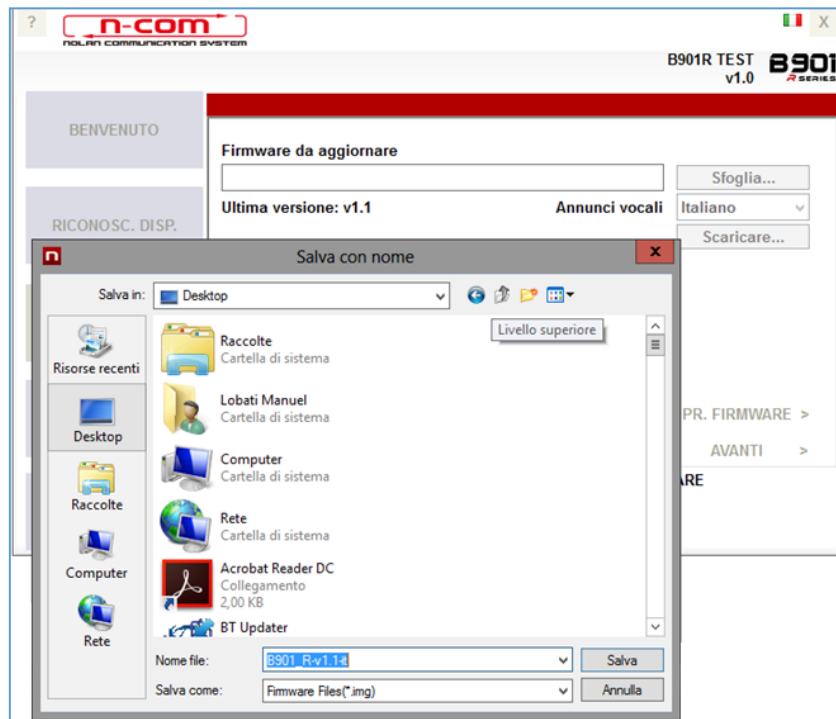 ?
n-com
NOLAN COMMUNICATION SYSTEM
X
B901R TEST
v1.0
B901
R SERIES
BENVENUTO
RICONOSC. DISP.
Firmware da aggiornare
Sfoglia...
Ultima versione: v1.1
Annunci vocali
Italiano
Scaricare...
PR. FIRMWARE >
AVANTI >
ARE
n
Salva con nome
x
Salva in:
Desktop
Livello superiore
Risorse recenti
Desktop
Raccolte
Computer
Rete
Raccolte
Cartella di sistema
Lobati Manuel
Cartella di sistema
Computer
Cartella di sistema
Rete
Cartella di sistema
Acrobat Reader DC
Collegamento
2,00 KB
BT Updater
Nome file:
B901_R-v1.1-it
Salva
Salva come:
Firmware Files(*.img)
Annulla